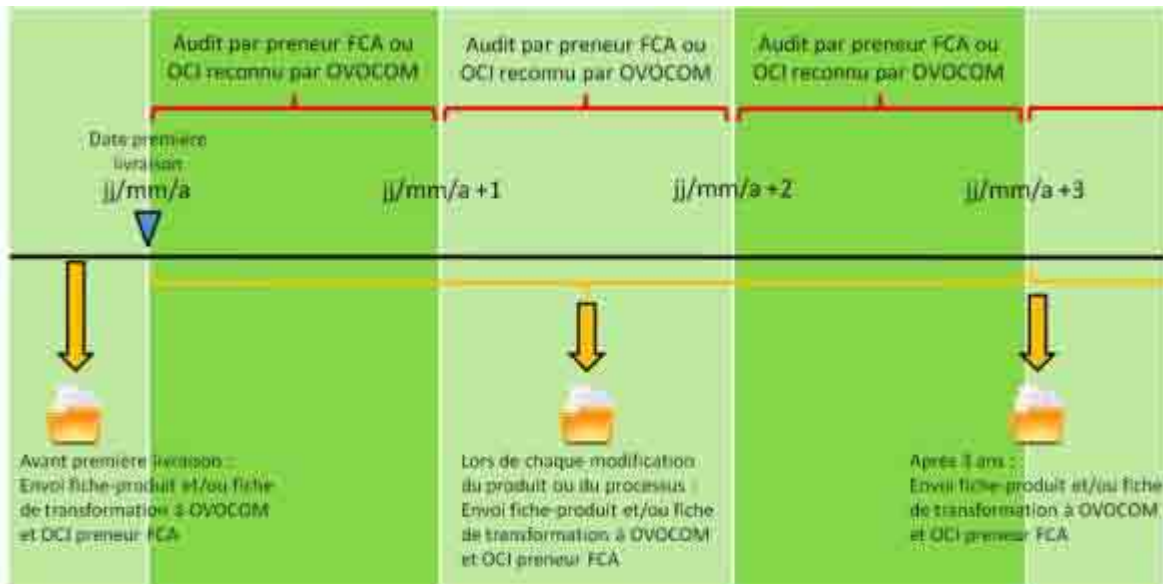 Audit par preneur FCA ou
OCI reconnu par OVOCOM
Audit par preneur FCA ou
OCI reconnu par OVOCOM
Audit par preneur FCA ou
OCI reconnu par OVOCOM
Date première
livraison
jj/mm/a
jj/mm/a +1
jj/mm/a +2
jj/mm/a +3
Avant première livraison :
Envoi fiche-produit et/ou fiche
de transformation à OVOCOM
et OCI preneur FCA
Lors de chaque modification
du produit ou du processus :
Envoi fiche-produit et/ou fiche
de transformation à OVOCOM
et OCI preneur FCA
Après 3 ans :
Envoi fiche-produit et/ou fiche
de transformation à OVOCOM
et OCI preneur FCA